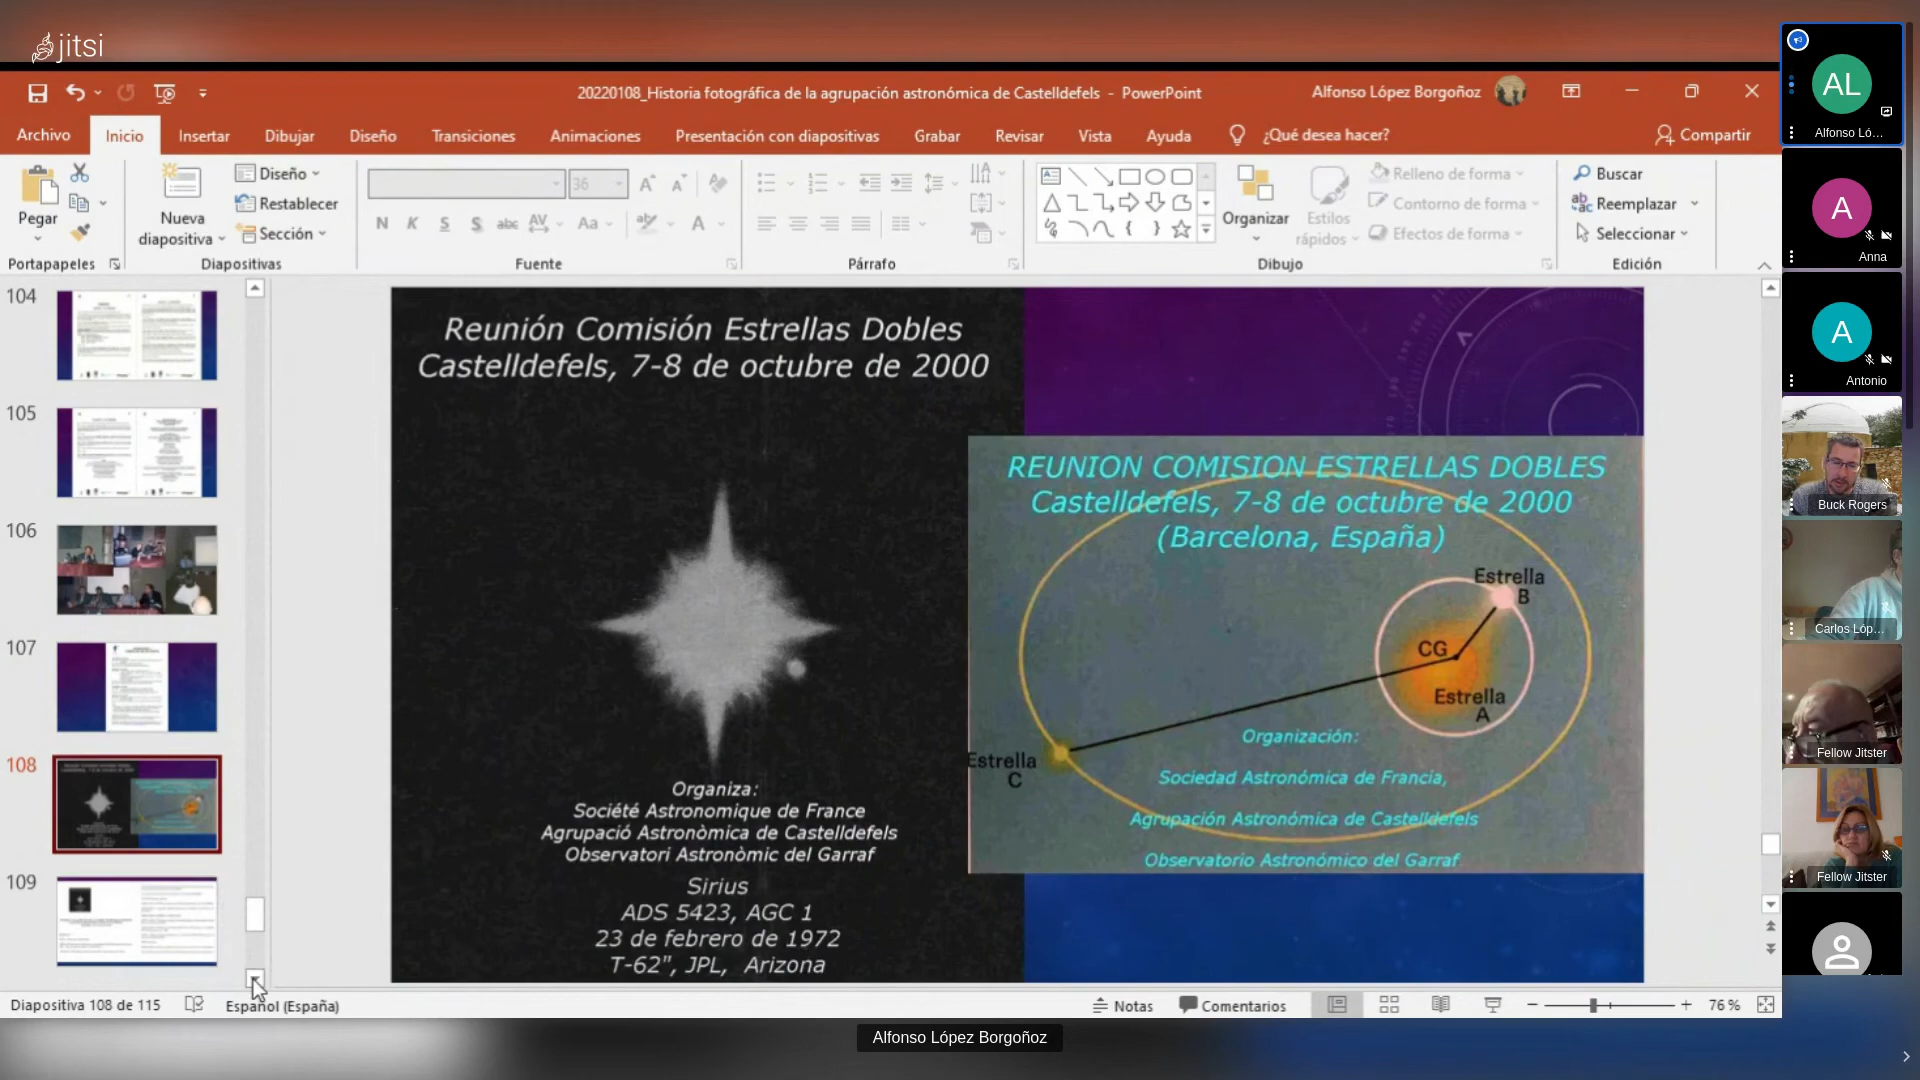 jitsi
20220108_Historia fotográfica de la agrupación astronómica de Castelldefels - PowerPoint
Alfonso López Borgoñoz
Archivo
Inicio
Insertar
Dibujar
Diseño
Transiciones
Animaciones
Presentación con diapositivas
Grabar
Revisar
Vista
Ayuda
¿Qué desea hacer?
Compartir
Pegar
Portapapeles
Nueva
diapositiva
Diseño
Restablecer
Sección
Diapositivas
36
N K S S abc AV Aa A
Fuente
Párrafo
Organizar
Estilos
rápidos
Relleno de forma
Contorno de forma
Efectos de forma
Dibujo
Buscar
Reemplazar
Seleccionar
Edición
104
105
106
107
108
109
Reunión Comisión Estrellas Dobles
Castelldefels, 7-8 de octubre de 2000
Organiza:
Société Astronomique de France
Agrupació Astronòmica de Castelldefels
Observatori Astronòmic del Garraf
Sirius
ADS 5423, AGC 1
23 de febrero de 1972
T-62", JPL, Arizona
REUNION COMISION ESTRELLAS DOBLES
Castelldefels, 7-8 de octubre de 2000
(Barcelona, España)
Estrella
B
CG
Estrella
A
Estrella
C
Organización:
Sociedad Astronómica de Francia,
Agrupación Astronómica de Castelldefels
Observatorio Astronómico del Garraf
Diapositiva 108 de 115
Español (España)
Notas
Comentarios
76 %
Alfonso López Borgoñoz
AL
Alfonso Ló...
A
Anna
A
Antonio
Buck Rogers
Carlos Lóp...
Fellow Jitster
Fellow Jitster